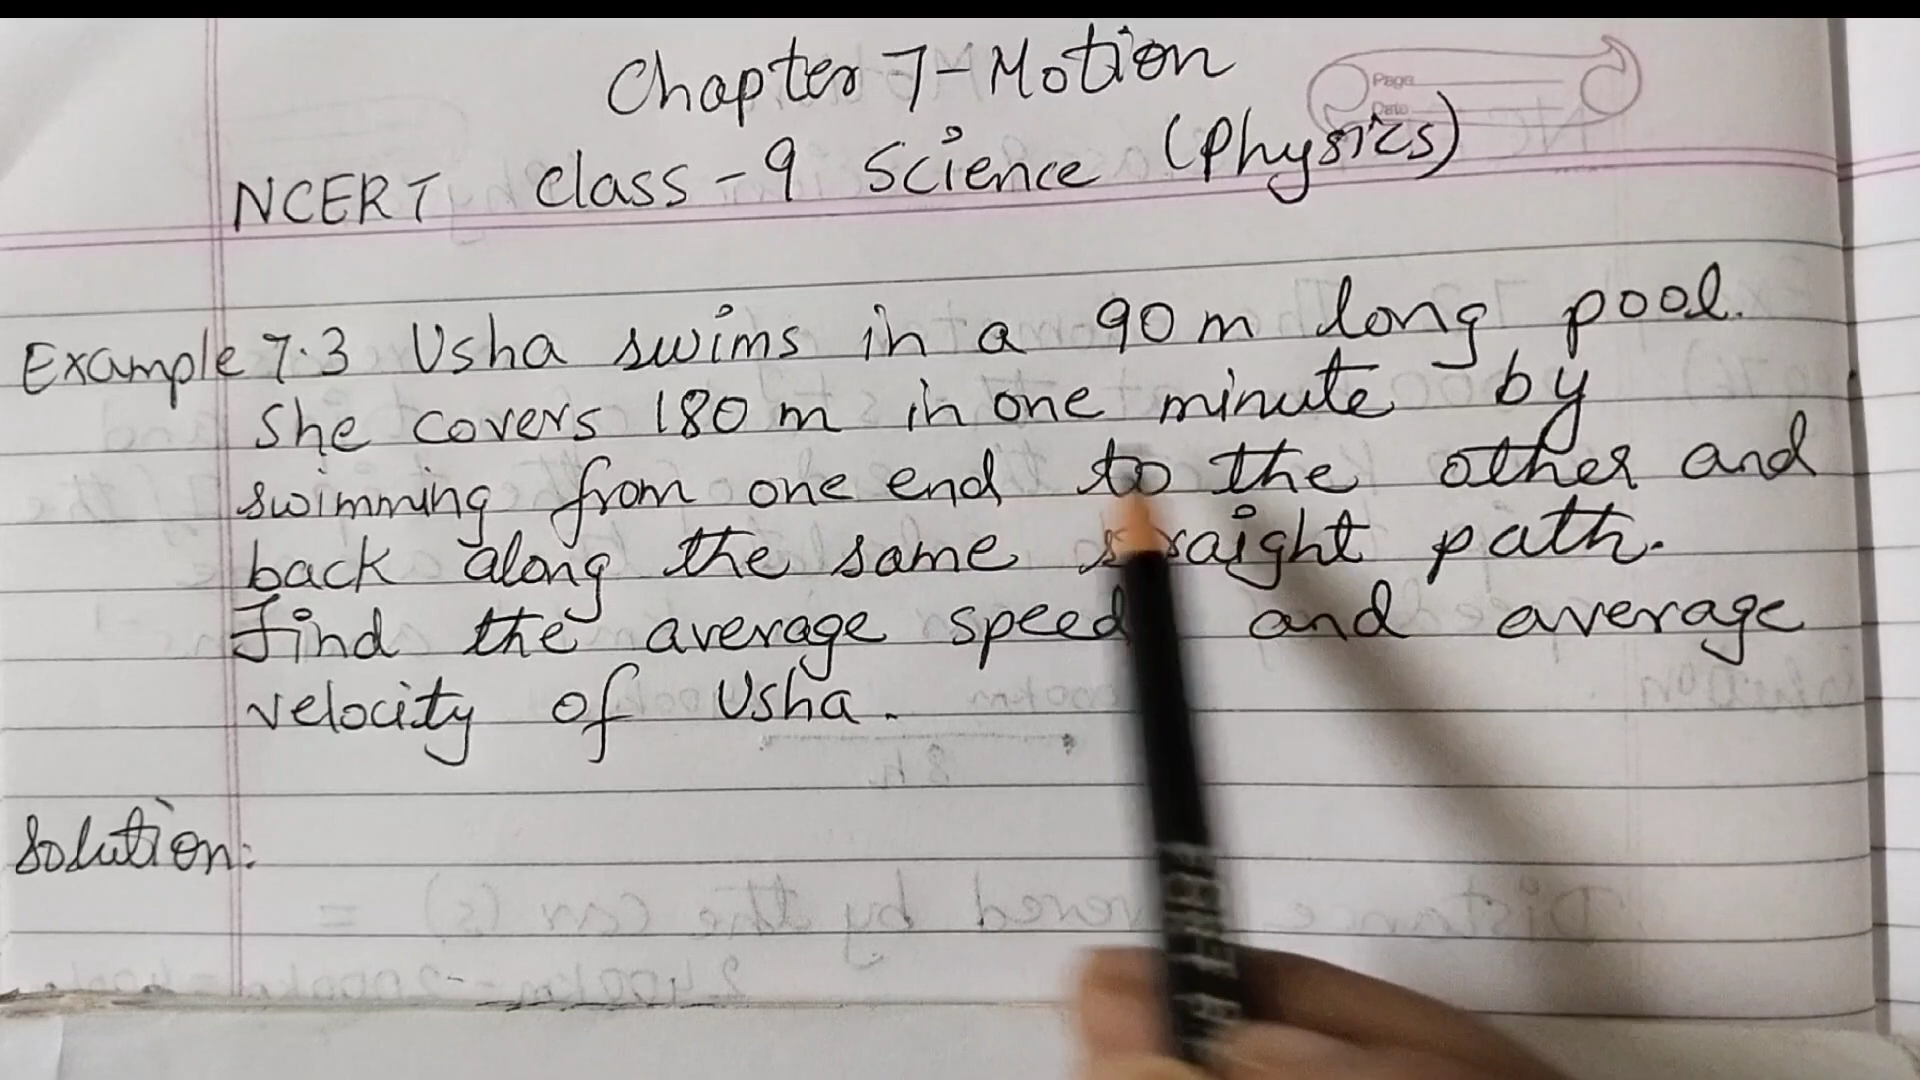 Chapter 7-Motion
Page
Date
NCERT Class-9 Science (Physics)
Example 7.3 Usha swims in a 90 m long pool.
She covers 180 m in one minute by
swimming from one end to the other and
back along the same straight path.
Find the average speed and average
velocity of Usha.
Solution: